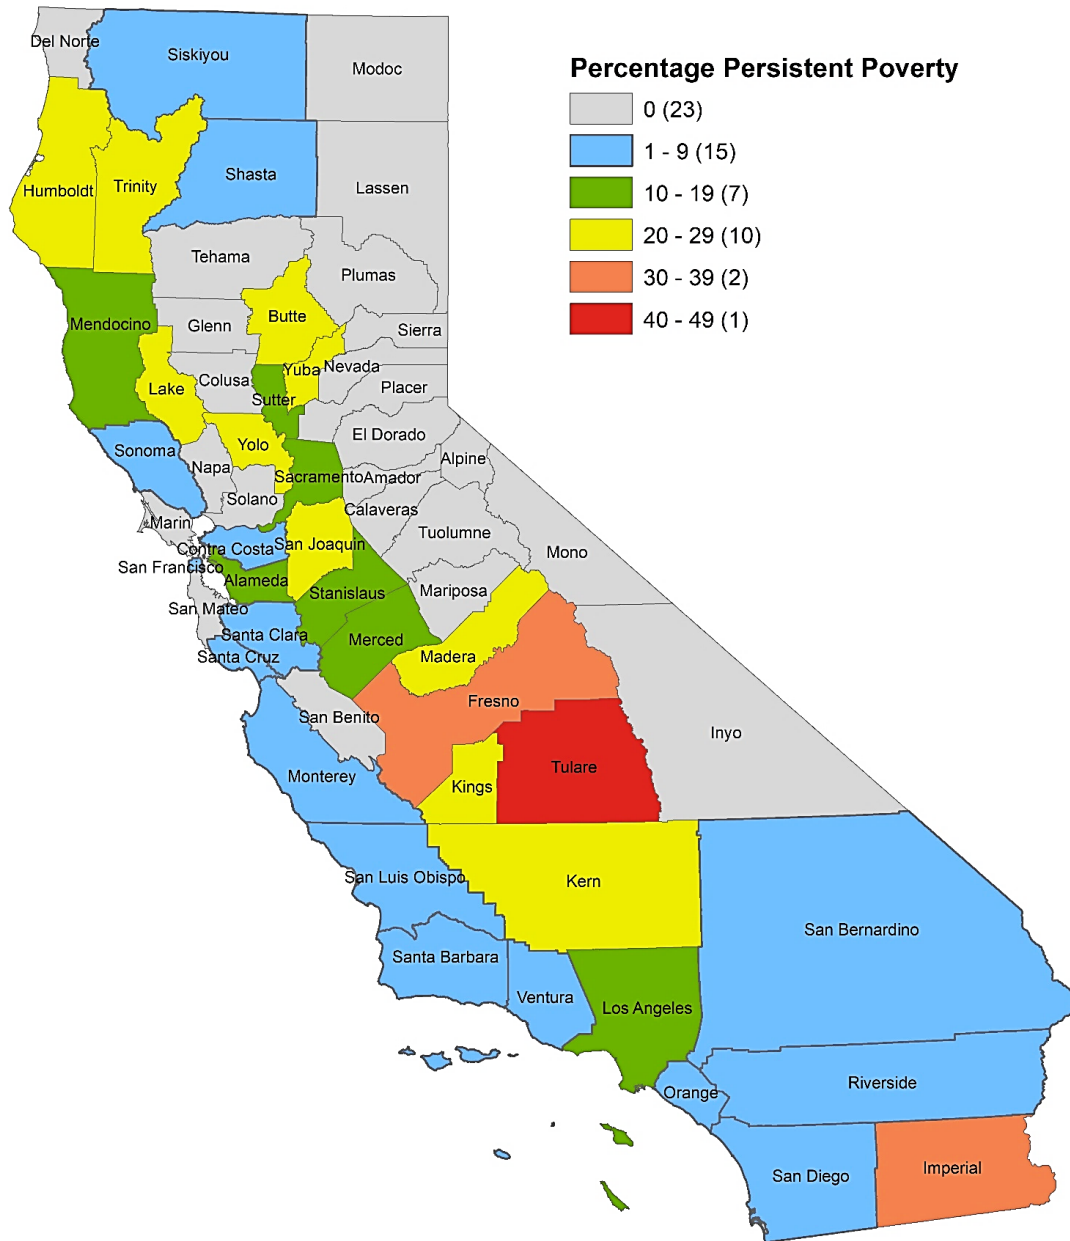 Del Norte
Siskiyou
Modoc
Percentage Persistent Poverty
0 (23)
1 - 9 (15)
10 - 19 (7)
20 - 29 (10)
30 - 39 (2)
40 - 49 (1)
Humboldt
Trinity
Shasta
Lassen
Tehama
Plumas
Mendocino
Glenn
Butte
Sierra
Lake
Colusa
Sutter
Yuba
Nevada
Placer
Sonoma
Napa
Yolo
El Dorado
Alpine
Sacramento
Amador
Solano
Marin
Calaveras
Contra Costa
San Joaquin
Tuolumne
Mono
San Francisco
Alameda
Stanislaus
Mariposa
San Mateo
Santa Clara
Merced
Santa Cruz
Madera
San Benito
Fresno
Inyo
Monterey
Kings
Tulare
San Luis Obispo
Kern
San Bernardino
Santa Barbara
Ventura
Los Angeles
Orange
Riverside
San Diego
Imperial